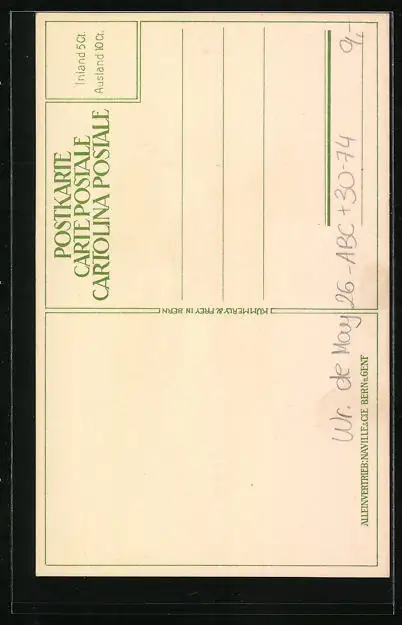 POSTKARTE
CARTE POSTALE
CARTOLINA POSTALE
Inland 5 Ct.
Ausland 10 Ct.
KÜMMERLY & FREY IN BERN
Wr. de May 26 - ABC + 30-74 9,-
ALLEINVERTRIEB: NAVILLE & CIE. BERN u. GENF